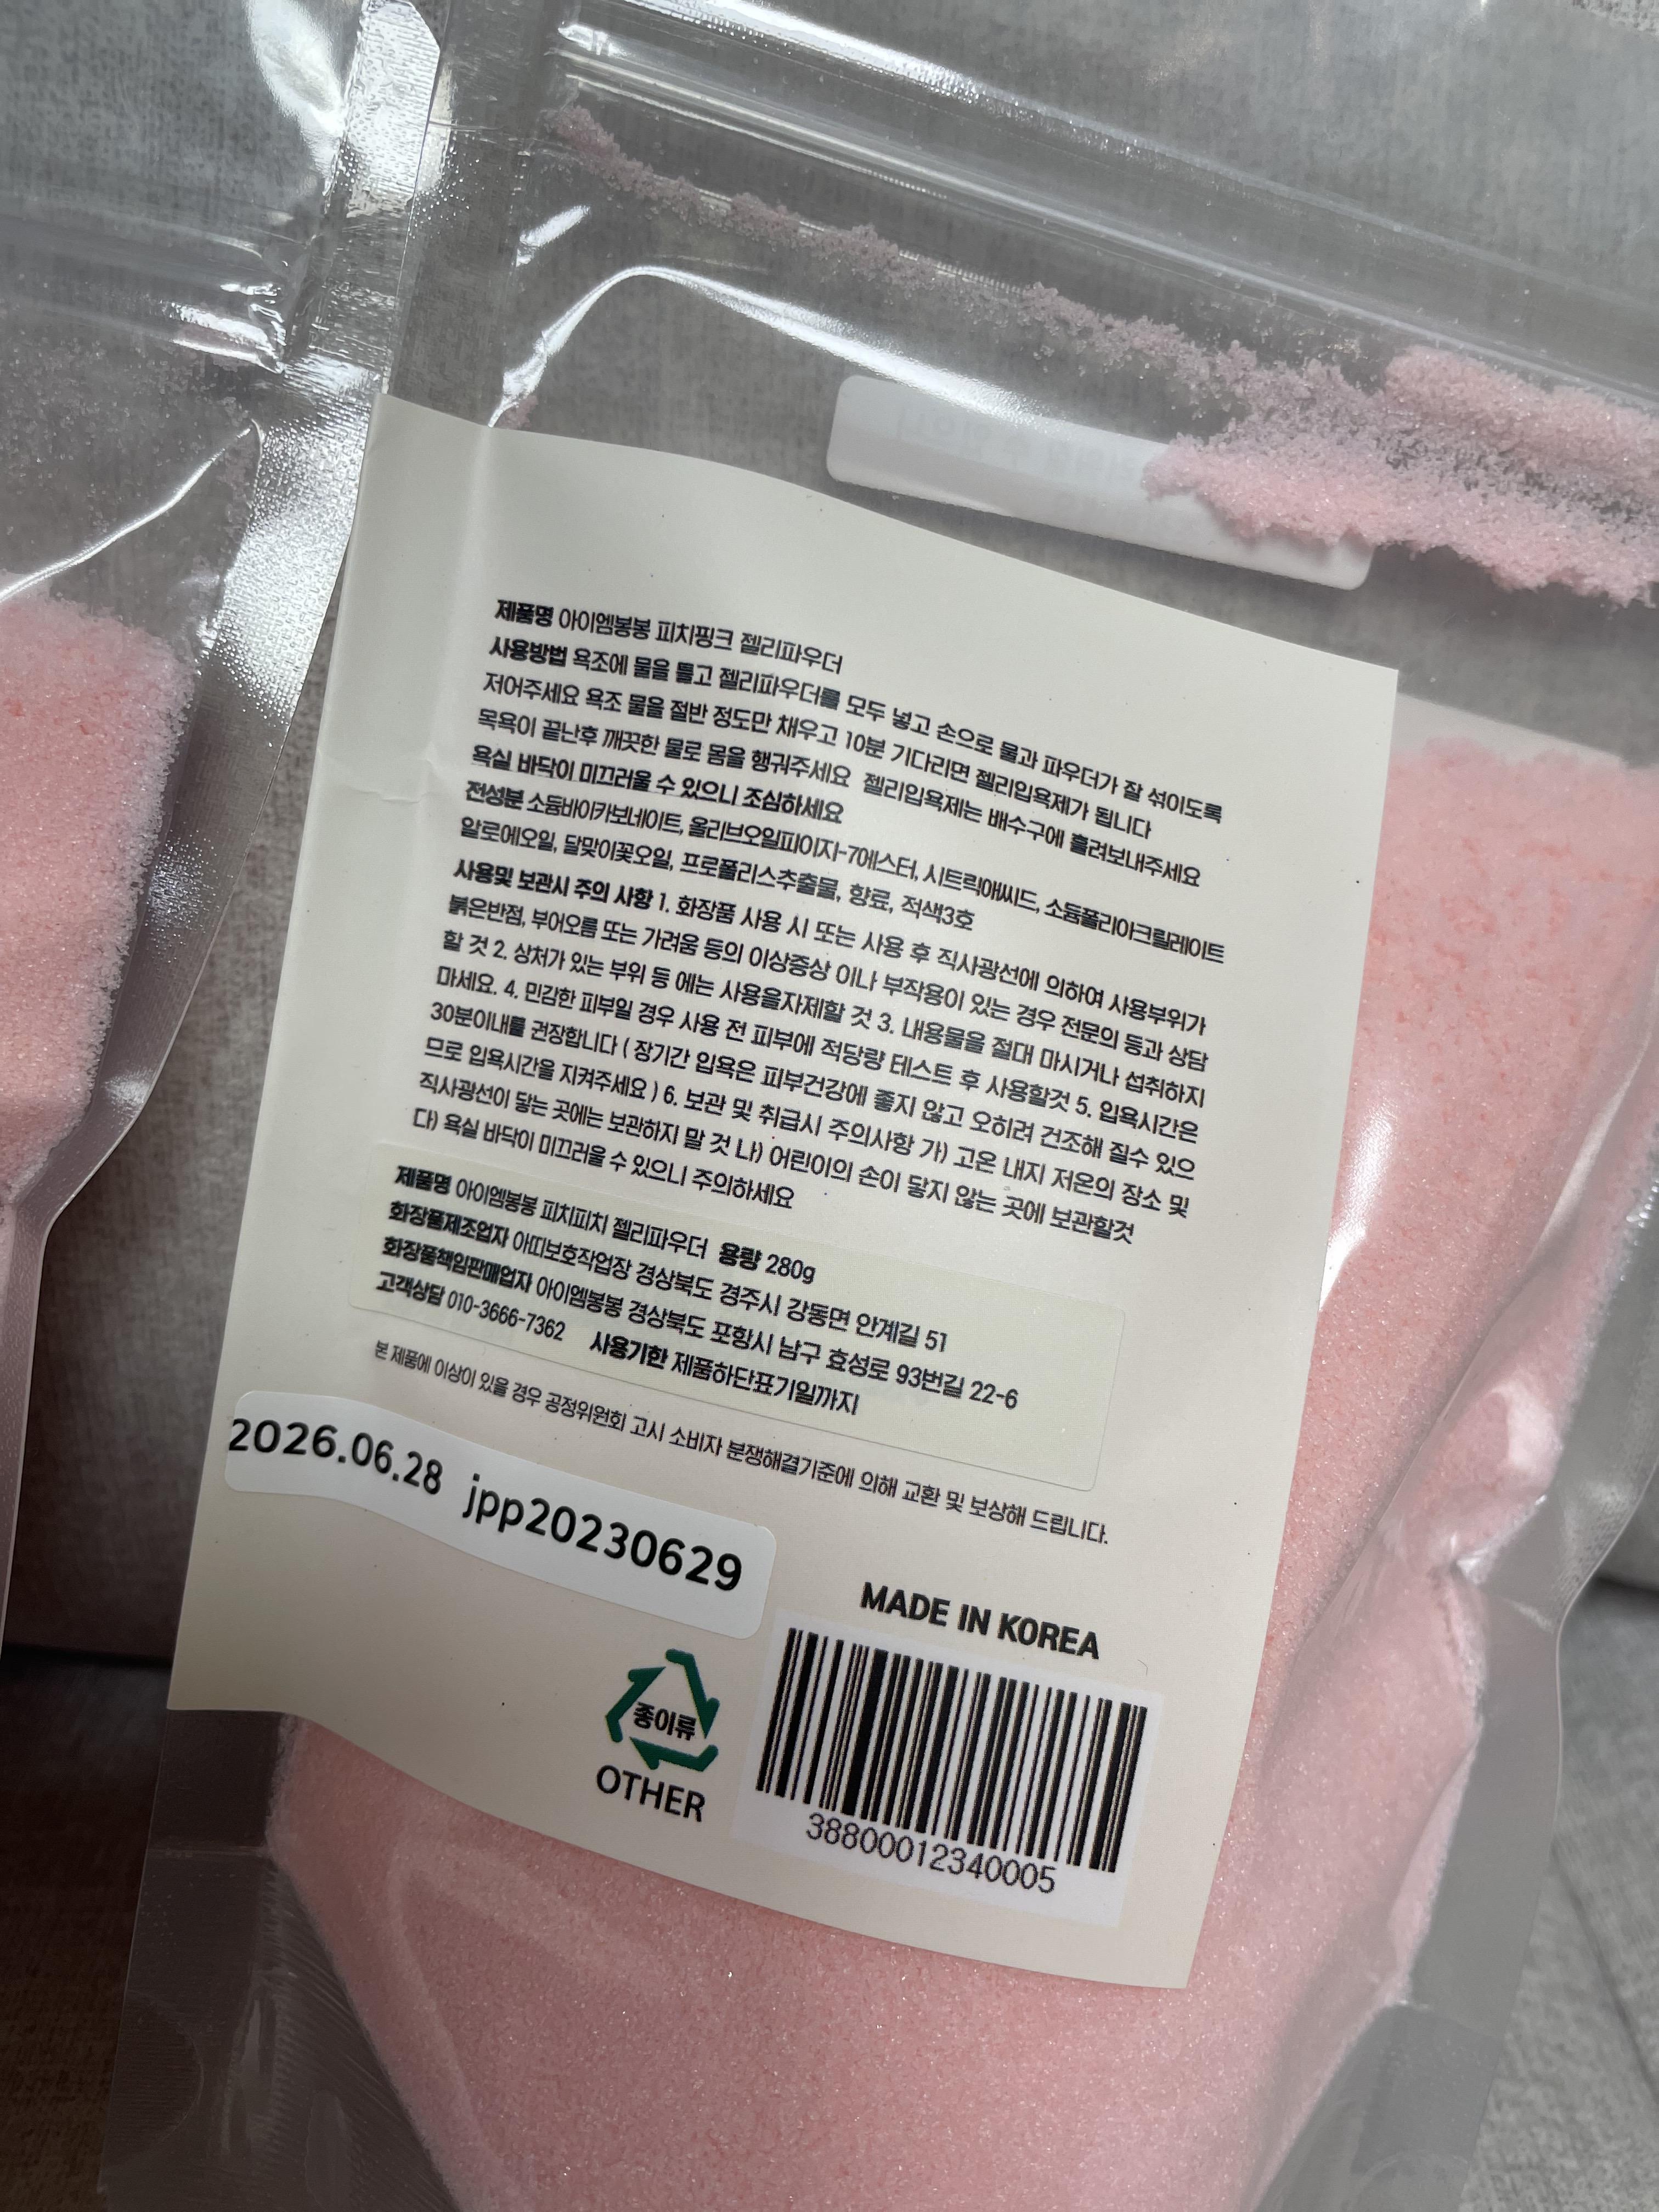 제품명 아이엠봉봉 피치핑크 젤리파우더
사용방법 욕조에 물을 틀고 젤리파우더를 모두 넣고 손으로 물과 파우더가 잘 섞이도록
저어주세요 욕조 물을 절반 정도만 채우고 10분 기다리면 젤리입욕제가 됩니다
목욕이 끝난후 깨끗한 물로 몸을 헹궈주세요 젤리입욕제는 배수구에 흘려보내주세요
욕실 바닥이 미끄러울 수 있으니 조심하세요
전성분 소듐바이카보네이트, 올리브오일피이지-7에스터, 시트릭애씨드, 소듐폴리아크릴레이트
알로에오일, 달맞이꽃오일, 프로폴리스추출물, 향료, 적색3호
사용및 보관시 주의 사항 1. 화장품 사용 시 또는 사용 후 직사광선에 의하여 사용부위가
붉은반점, 부어오름 또는 가려움 등의 이상증상 이나 부작용이 있는 경우 전문의 등과 상담
할 것 2. 상처가 있는 부위 등 에는 사용을자제할 것 3. 내용물을 절대 마시거나 섭취하지
마세요. 4. 민감한 피부일 경우 사용 전 피부에 적당량 테스트 후 사용할것 5. 입욕시간은
30분이내를 권장합니다 ( 장기간 입욕은 피부건강에 좋지 않고 오히려 건조해 질수 있으
므로 입욕시간을 지켜주세요 ) 6. 보관 및 취급시 주의사항 가) 고온 내지 저온의 장소 및
직사광선이 닿는 곳에는 보관하지 말 것 나) 어린이의 손이 닿지 않는 곳에 보관할것
다) 욕실 바닥이 미끄러울 수 있으니 주의하세요
제품명 아이엠봉봉 피치피치 젤리파우더 용량 280g
화장품제조업자 아띠보호작업장 경상북도 경주시 강동면 안계길 51
화장품책임판매업자 아이엠봉봉 경상북도 포항시 남구 효성로 93번길 22-6
고객상담 010-3666-7362 사용기한 제품하단표기일까지
본 제품에 이상이 있을 경우 공정위원회 고시 소비자 분쟁해결기준에 의해 교환 및 보상해 드립니다.
2026.06.28 jpp20230629
MADE IN KOREA
종이류
OTHER
38800012340005